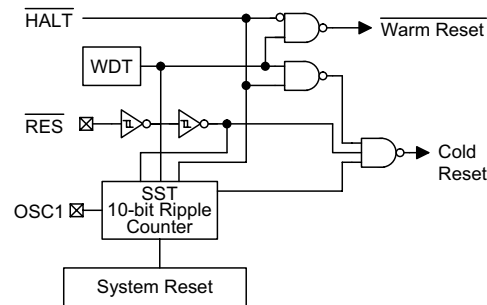 HALT
Warm Reset
WDT
RES
Cold
Reset
SST
10-bit Ripple
Counter
OSC1
System Reset